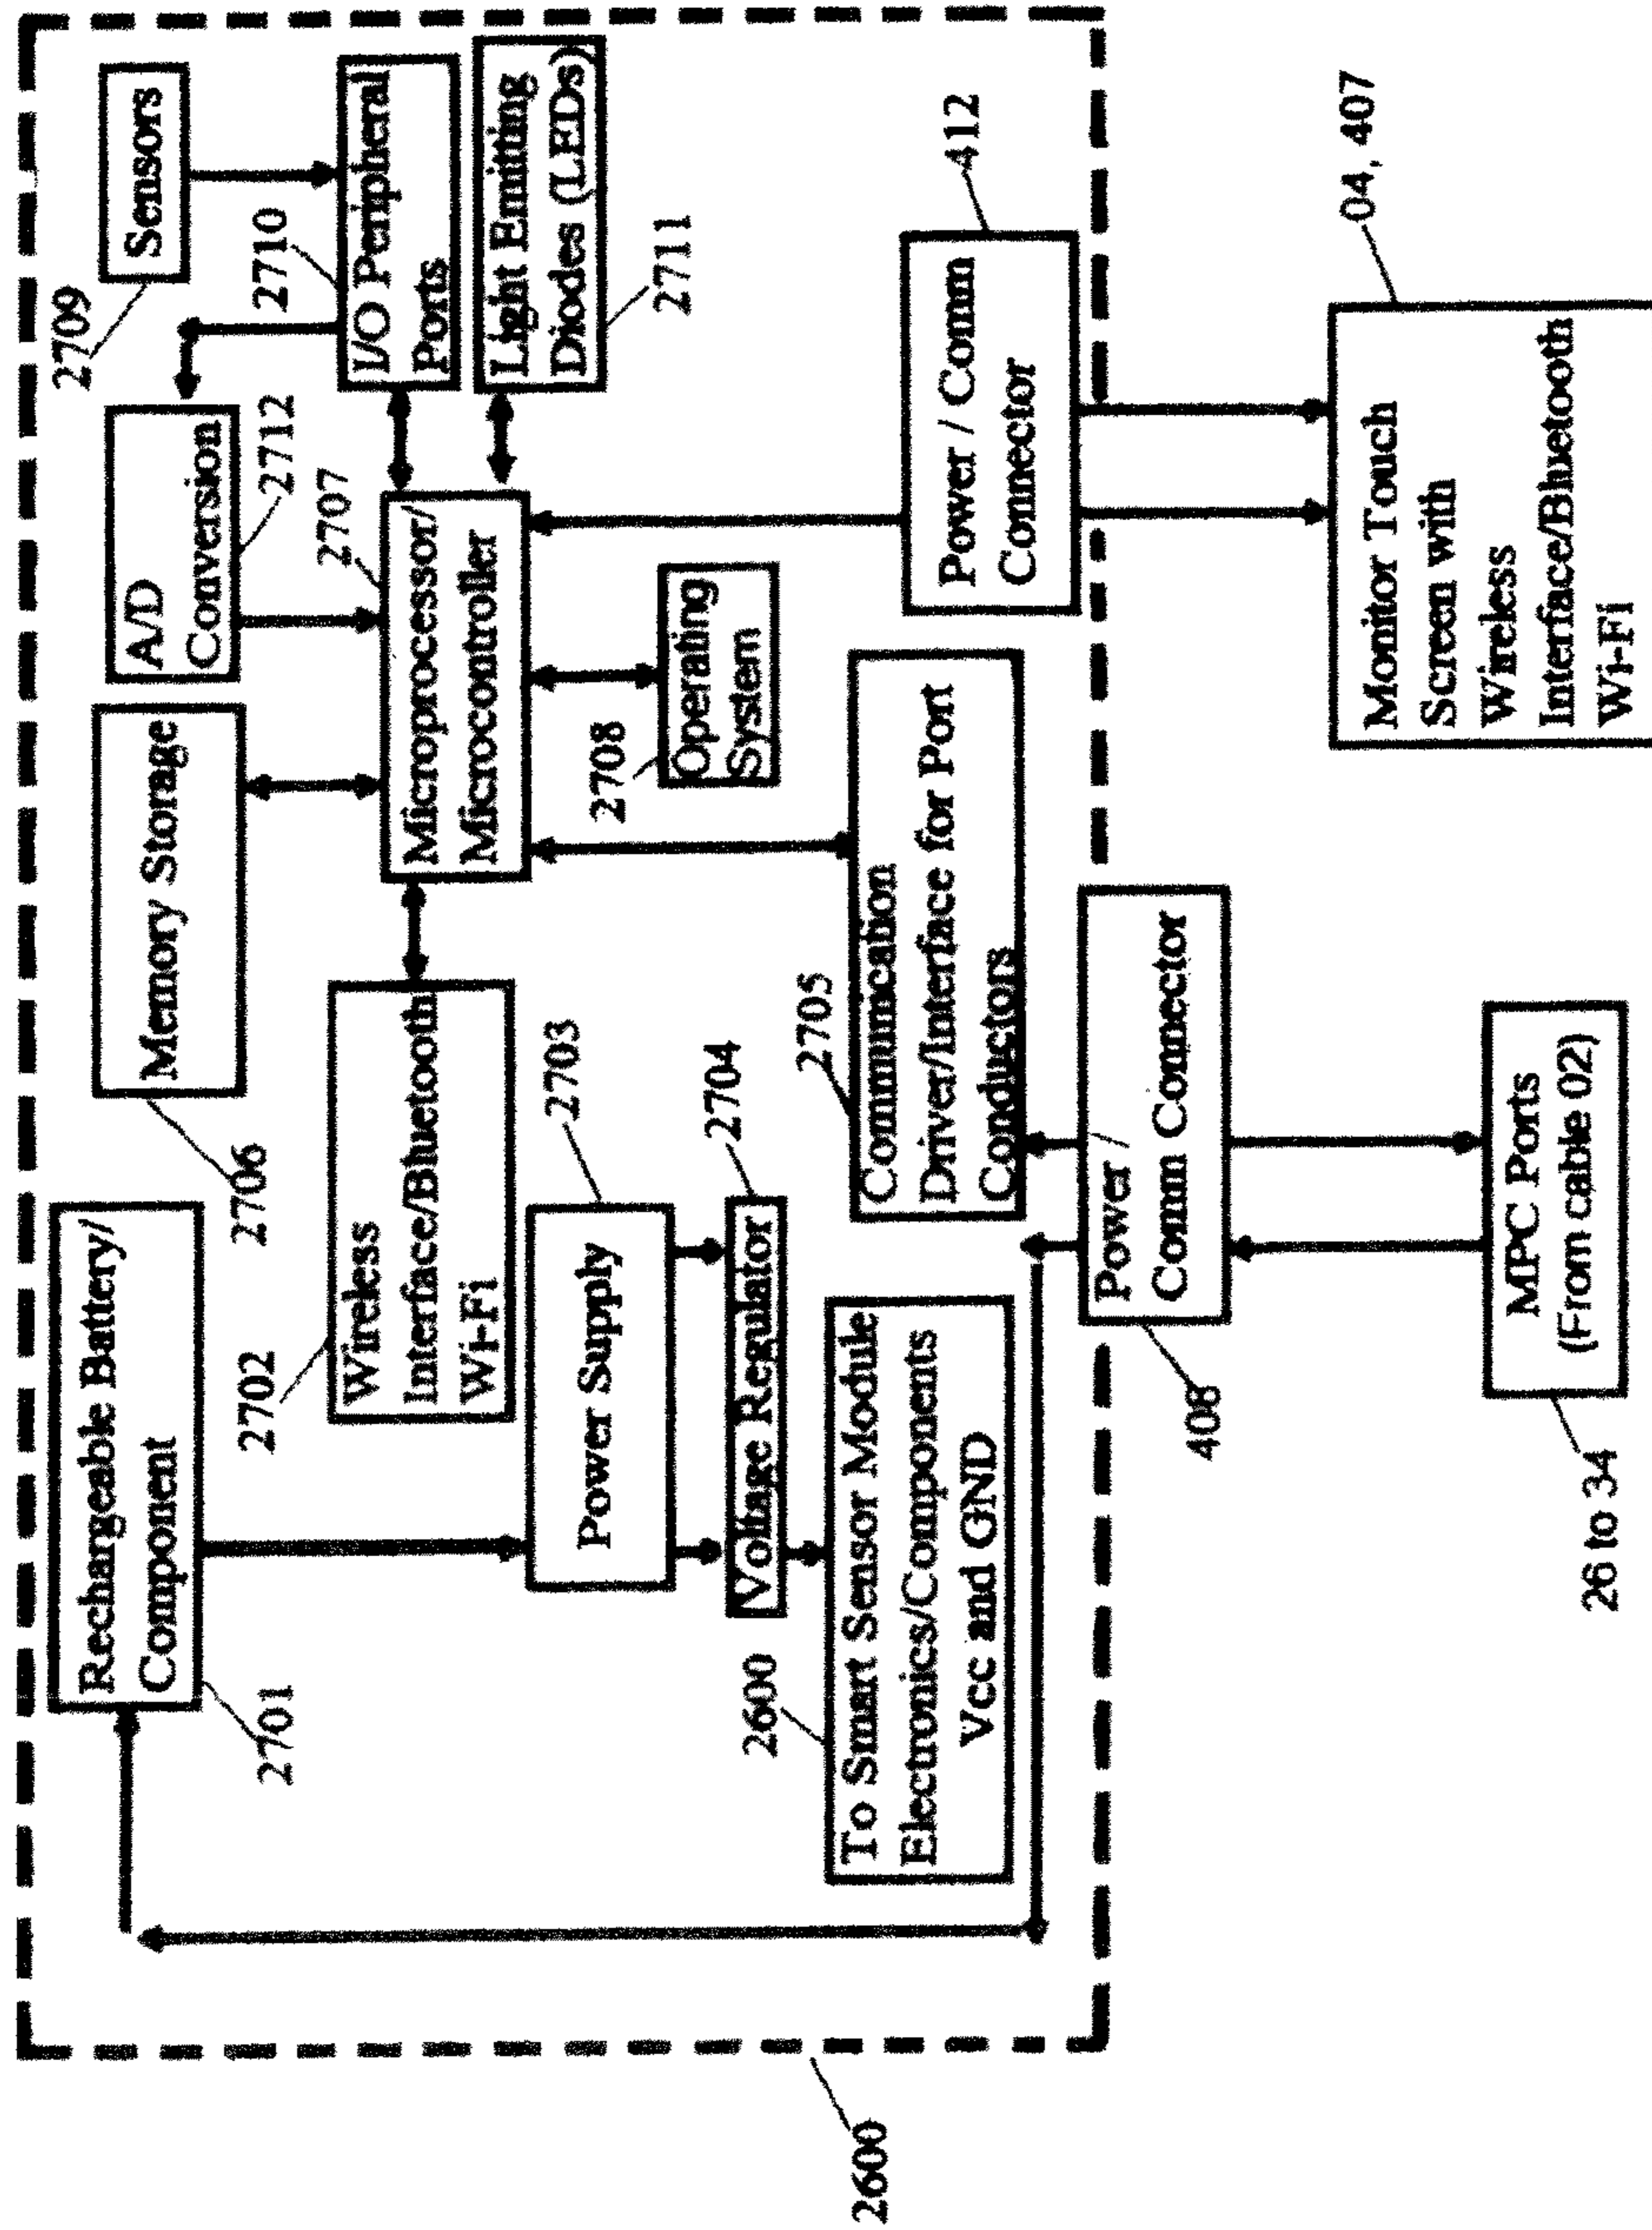 Rechargeable Battery/
Component
2701
Memory Storage
2706
A/D
Conversion
2712
Sensors
2709
Wireless
Interface/Bluetooth
Wi-Fi
2702
Microprocessor/
Microcontroller
2707
I/O Peripheral
Ports
2710
Light Emitting
Diodes (LEDs)
2711
Power Supply
2703
Voltage Regulator
2704
Operating
System
2708
To Smart Sensor Module
Electronics/Components
Vcc and GND
2600
Communication
Driver/Interface for Port
Conductors
2705
Power / Comm
Connector
412
2600
Power /
Comm Connector
408
Monitor Touch
Screen with
Wireless
Interface/Bluetooth
Wi-Fi
04, 407
MPC Ports
(From cable 02)
26 to 34